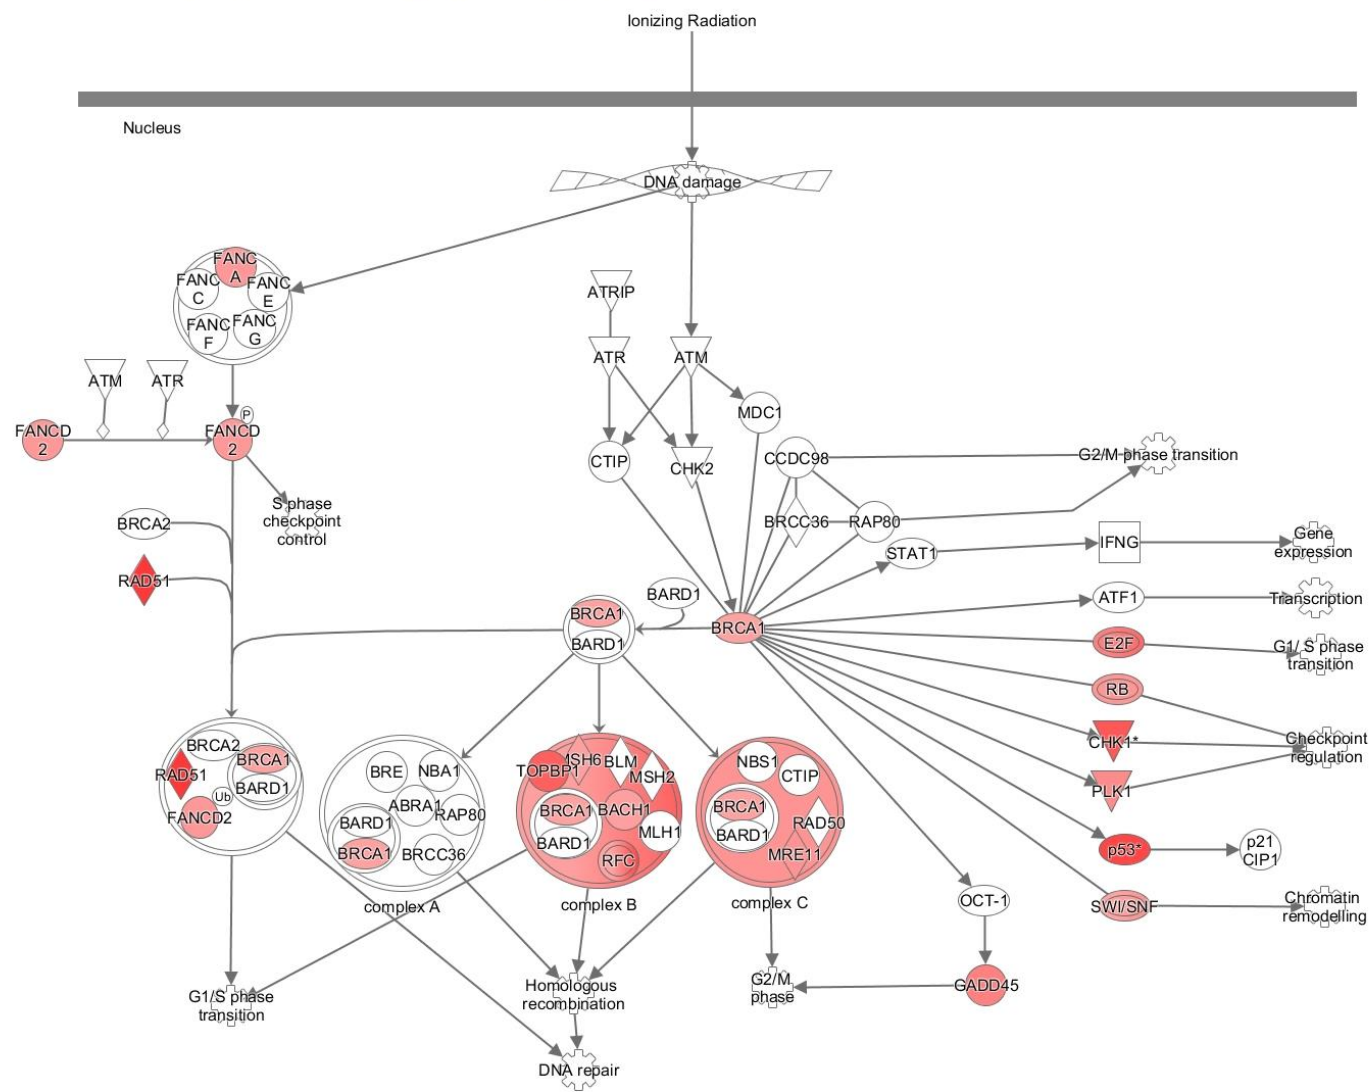 Ionizing Radiation
Nucleus
DNA damage
FANC
A
FANC
C
FANC
E
FANC
F
FANC
G
ATRIP
ATR
ATM
ATM
ATR
MDC1
P
FANCD
2
FANCD
2
CTIP
CHK2
CCDC98
G2/M phase transition
S phase
checkpoint
control
BRCA2
BRCC36
RAP80
STAT1
IFNG
Gene
expression
RAD51
BARD1
ATF1
Transcription
BRCA1
BARD1
BRCA1
E2F
G1/ S phase
transition
RB
CHK1*
Checkpoint
regulation
PLK1
BRCA2
RAD51
BRCA1
BARD1
Ub
FANCD2
BRE
NBA1
ABRA1
RAP80
BARD1
BRCA1
BRCC36
complex A
TOPBP1
MSH6
BLM
MSH2
BRCA1
BARD1
BACH1
MLH1
RFC
complex B
NBS1
CTIP
BRCA1
BARD1
RAD50
MRE11
complex C
p53*
p21
CIP1
OCT-1
SWI/SNF
Chromatin
remodelling
G1/S phase
transition
Homologous
recombination
G2/M
phase
GADD45
DNA repair